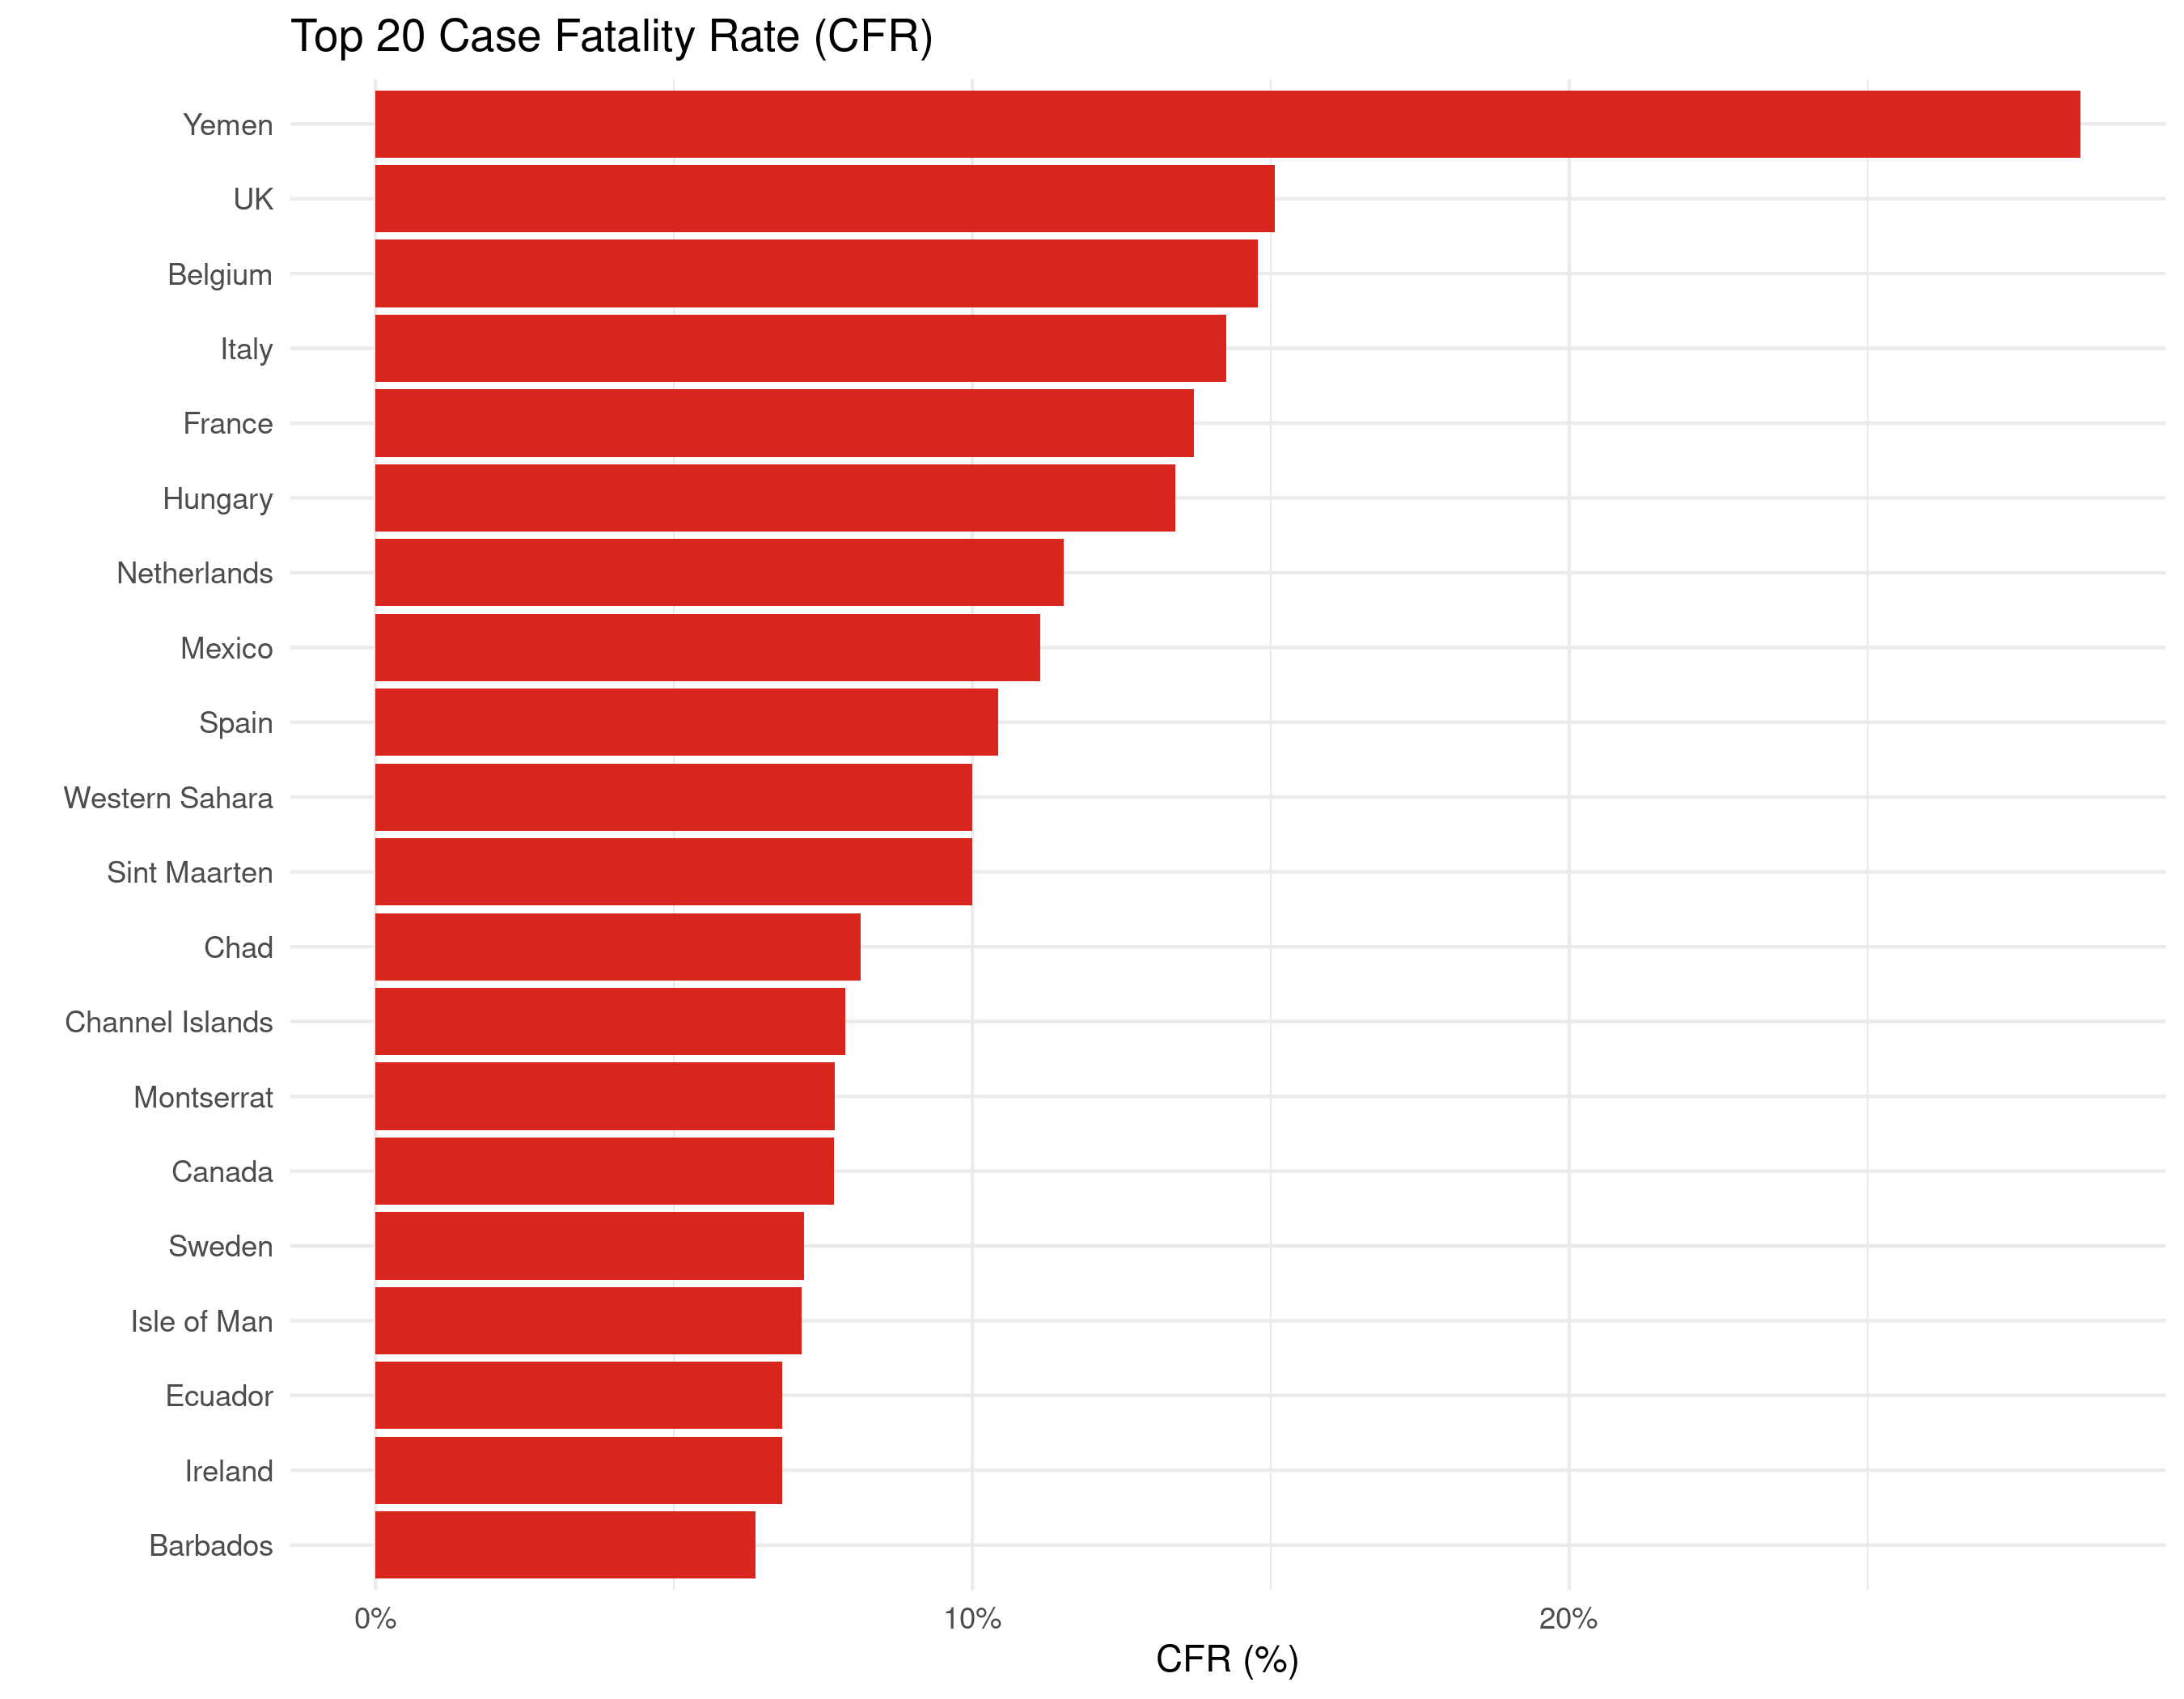 Top 20 Case Fatality Rate (CFR)
Yemen
UK
Belgium
Italy
France
Hungary
Netherlands
Mexico
Spain
Western Sahara
Sint Maarten
Chad
Channel Islands
Montserrat
Canada
Sweden
Isle of Man
Ecuador
Ireland
Barbados
0% 10% 20%
CFR (%)